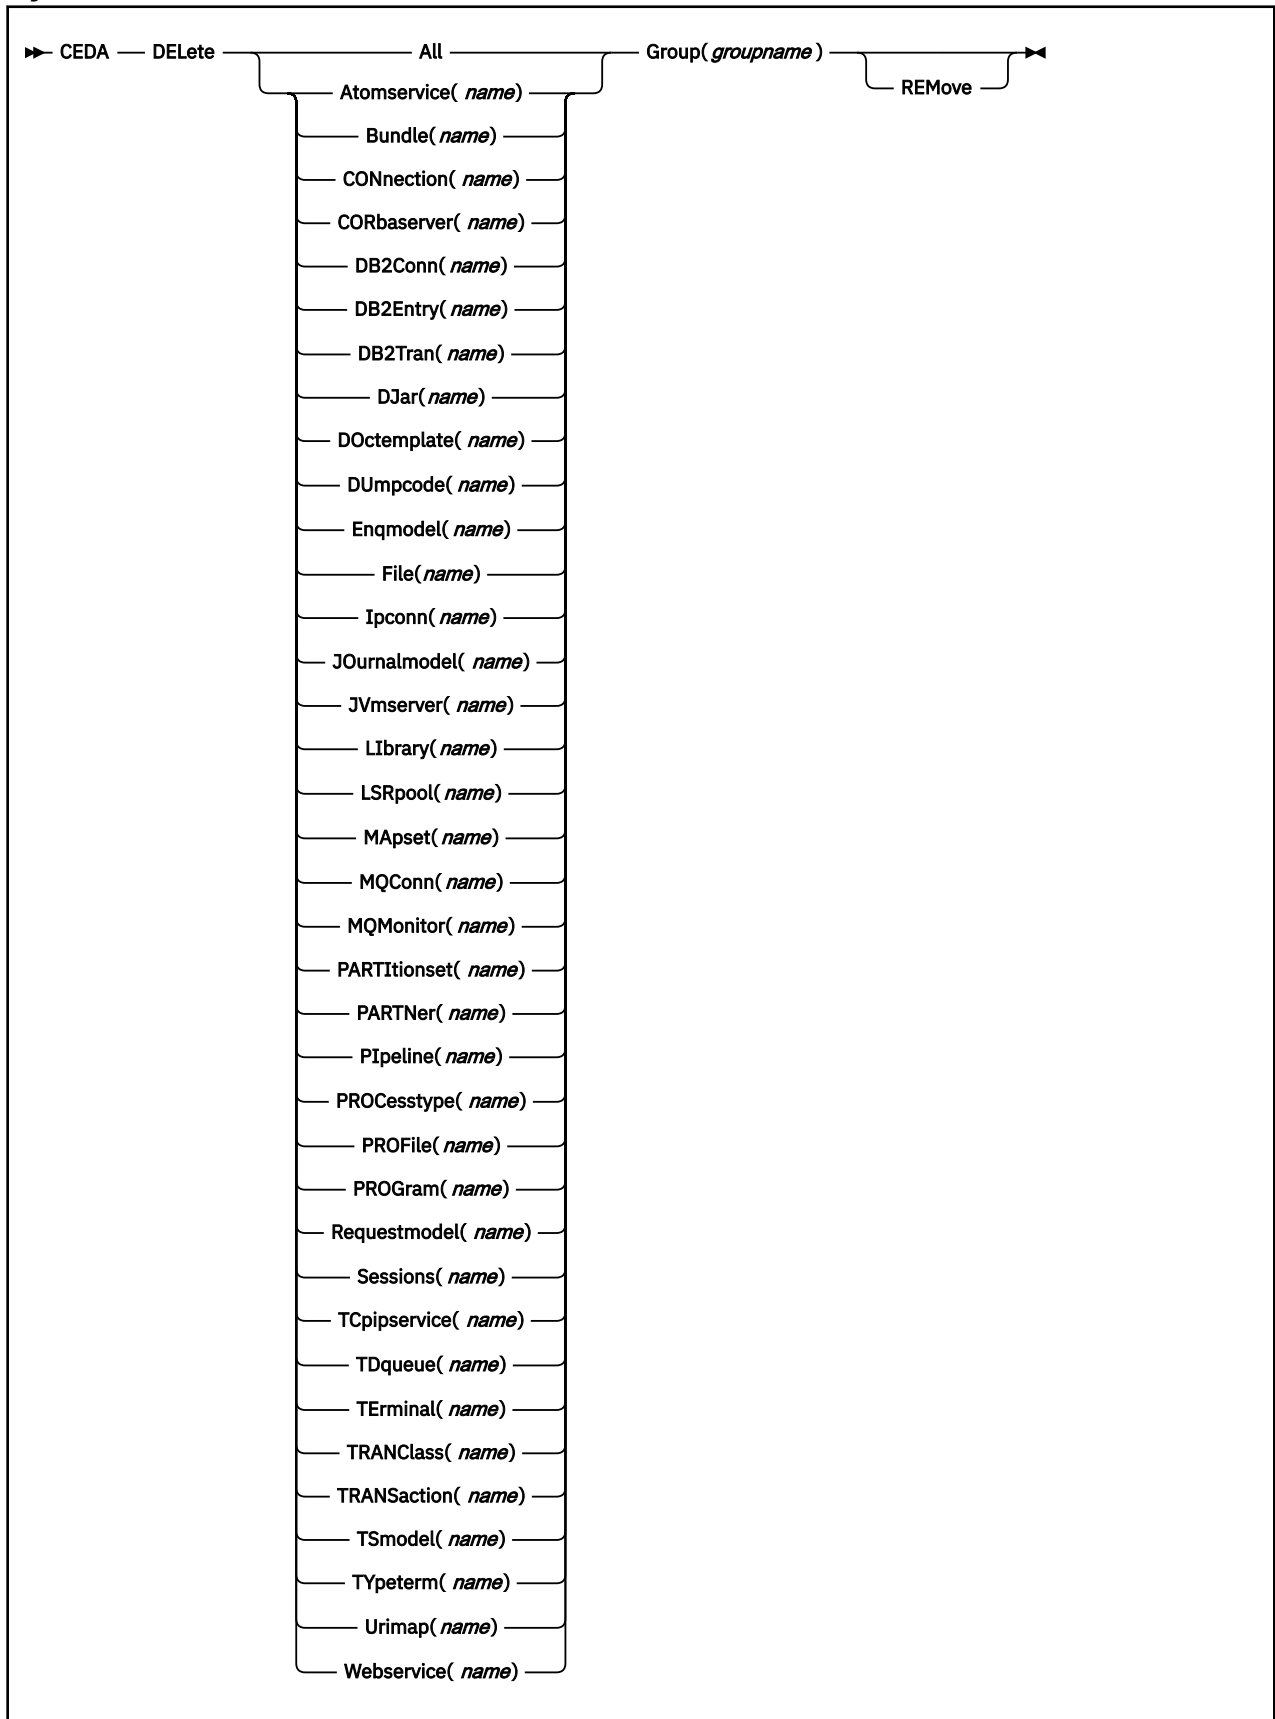 CEDA DELete All Group( groupname ) REMove
Atomservice( name)
Bundle( name)
CONnection( name)
CORbaserver( name)
DB2Conn( name)
DB2Entry( name)
DB2Tran( name)
DJar( name)
DOctemplate( name)
DUmpcode( name)
Enqmodel( name)
File( name)
Ipconn( name)
JOurnalmodel( name)
JVmserver( name)
LIbrary( name)
LSRpool( name)
MApset( name)
MQConn( name)
MQMonitor( name)
PARTItionset( name)
PARTNer( name)
PIpeline( name)
PROCesstype( name)
PROFile( name)
PROGram( name)
Requestmodel( name)
Sessions( name)
TCpipservice( name)
TDqueue( name)
TErminal( name)
TRANClass( name)
TRANSaction( name)
TSmodel( name)
TYpeterm( name)
Urimap( name)
Webservice( name)